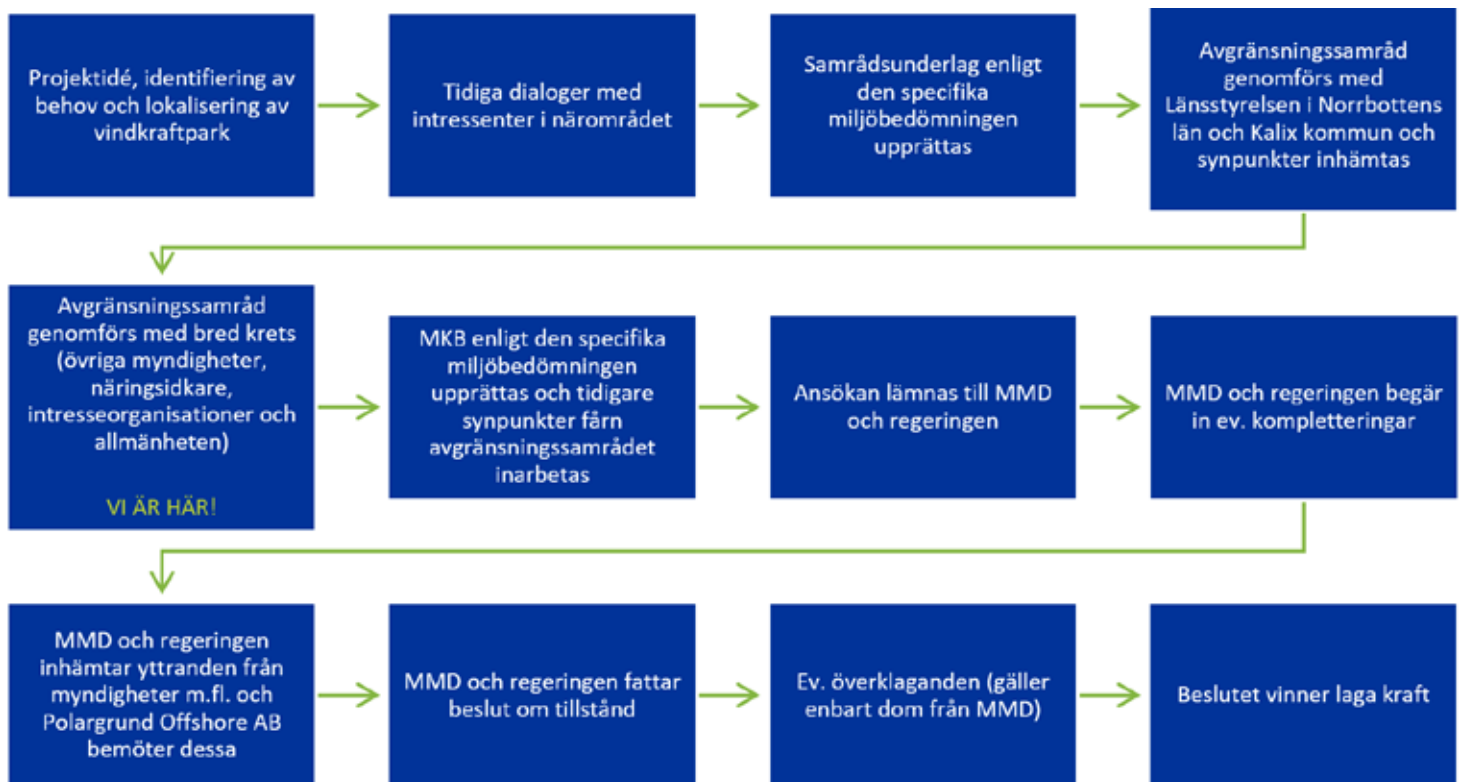 Projektidé, identifiering av
behov och lokalisering av
vindkraftpark
Tidiga dialoger med
intressenter i närområdet
Samrådsunderlag enligt
den specifika
miljöbedömningen
upprättas
Avgränsningssamråd
genomförs med
Länsstyrelsen i Norrbottens
län och Kalix kommun och
synpunkter inhämtas
Avgränsningssamråd
genomförs med bred krets
(övriga myndigheter,
näringsidkare,
intresseorganisationer och
allmänheten)
VI ÄR HÄR!
MKB enligt den specifika
miljöbedömningen
upprättas och tidigare
synpunkter fårn
avgränsningssamrådet
inarbetas
Ansökan lämnas till MMD
och regeringen
MMD och regeringen begär
in ev. kompletteringar
MMD och regeringen
inhämtar yttranden från
myndigheter m.fl. och
Polargrund Offshore AB
bemöter dessa
MMD och regeringen fattar
beslut om tillstånd
Ev. överklaganden (gäller
enbart dom från MMD)
Beslutet vinner laga kraft